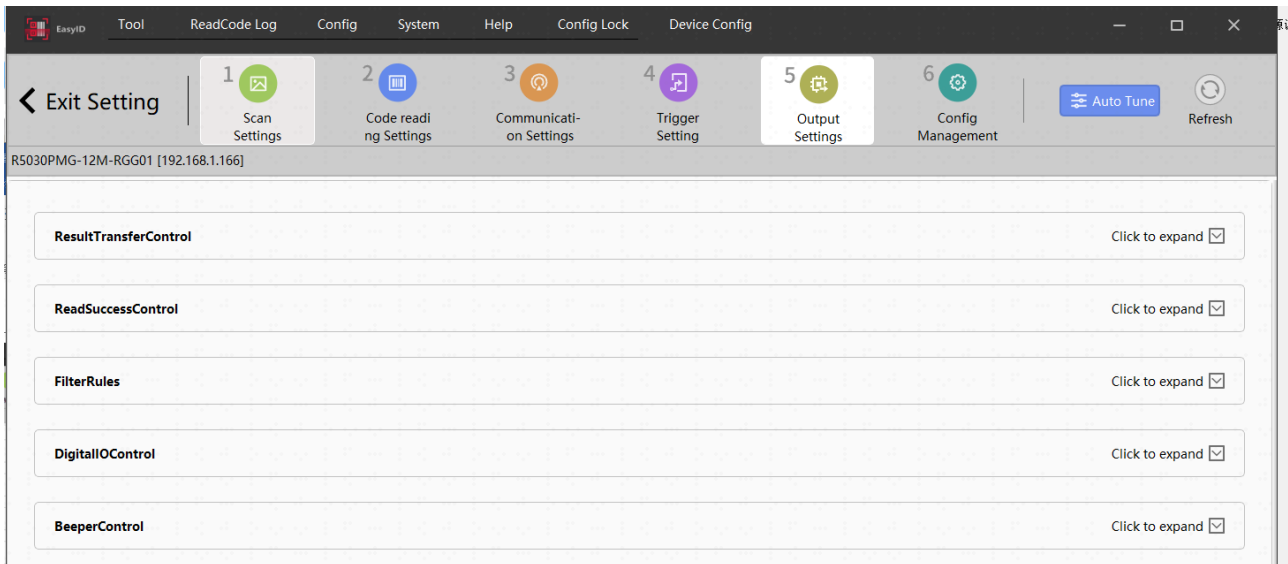 EasyID Tool ReadCode Log Config System Help Config Lock Device Config
Exit Setting
1 Scan
Settings
2 Code readi
ng Settings
3 Communicati-
on Settings
4 Trigger
Setting
5 Output
Settings
6 Config
Management
Auto Tune
Refresh
R5030PMG-12M-RGG01 [192.168.1.166]
ResultTransferControl Click to expand
ReadSuccessControl Click to expand
FilterRules Click to expand
DigitalIOControl Click to expand
BeeperControl Click to expand